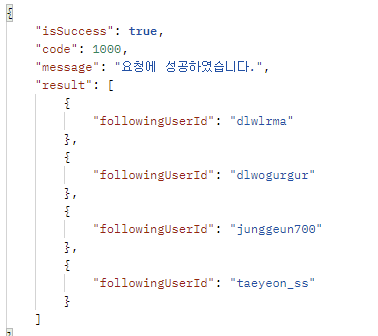 {
"isSuccess": true,
"code": 1000,
"message": "요청에 성공하였습니다.",
"result": [
{
"followingUserId": "dlwlrma"
},
{
"followingUserId": "dlwogurgur"
},
{
"followingUserId": "junggeun700"
},
{
"followingUserId": "taeyeon_ss"
}
]
}